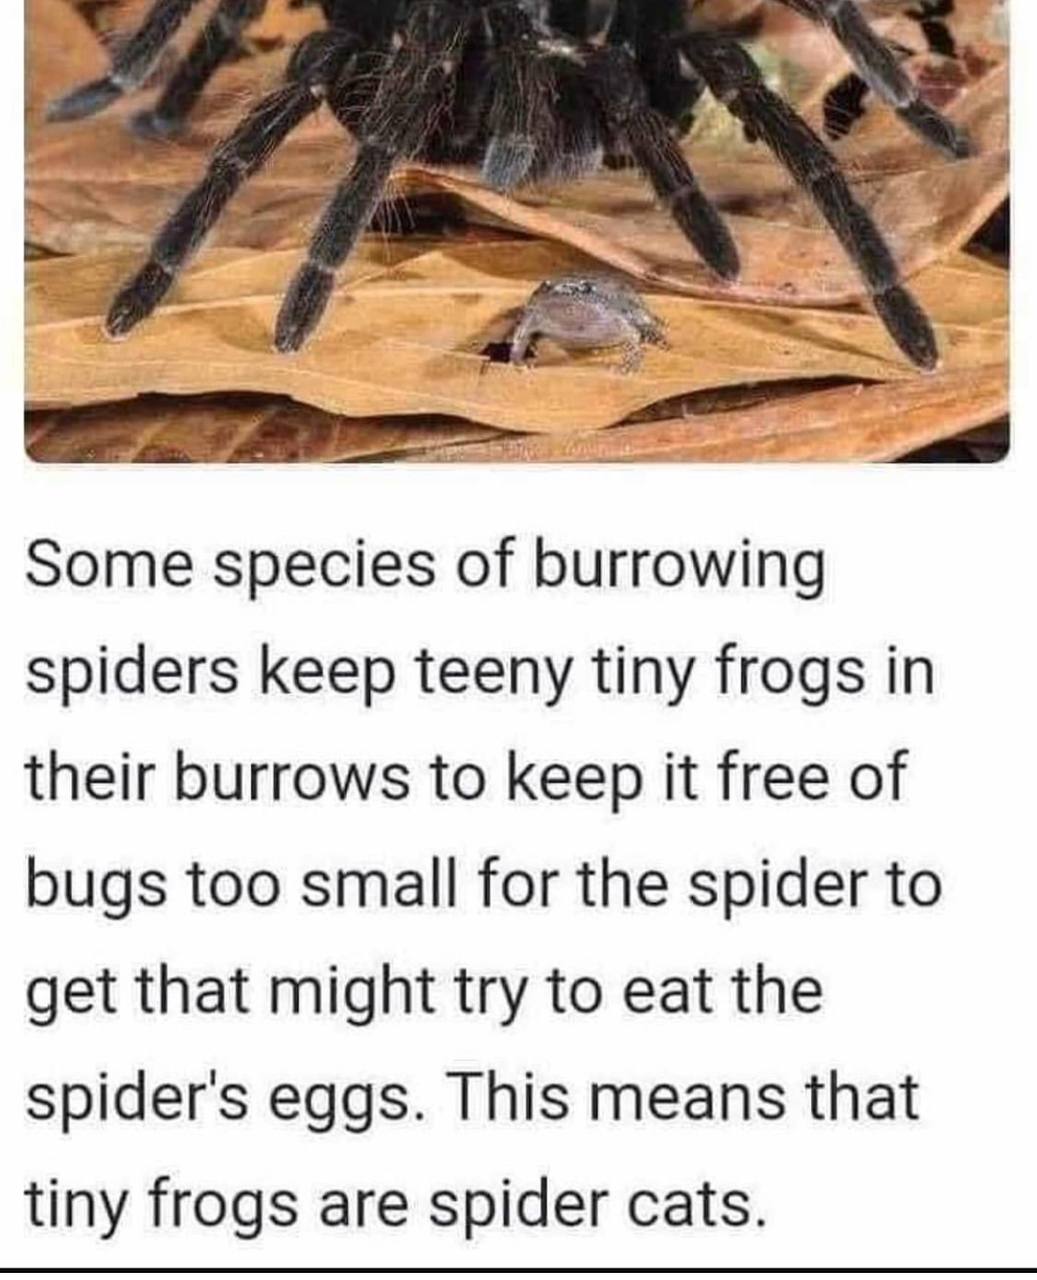 Some species of burrowing
spiders keep teeny tiny frogs in
their burrows to keep it free of
bugs too small for the spider to
get that might try to eat the
spider's eggs. This means that
tiny frogs are spider cats.